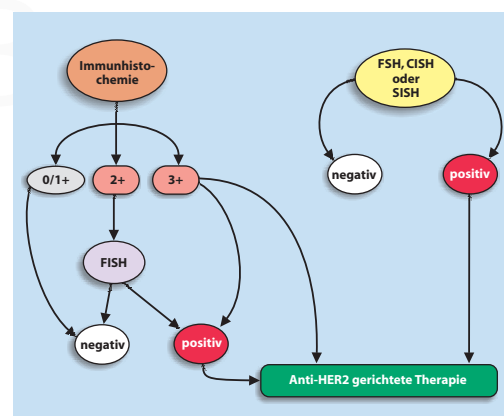 Immunhisto-
chemie
FSH, CISH
oder
SISH
0/1+
2+
3+
negativ
positiv
FISH
negativ
positiv
Anti-HER2 gerichtete Therapie